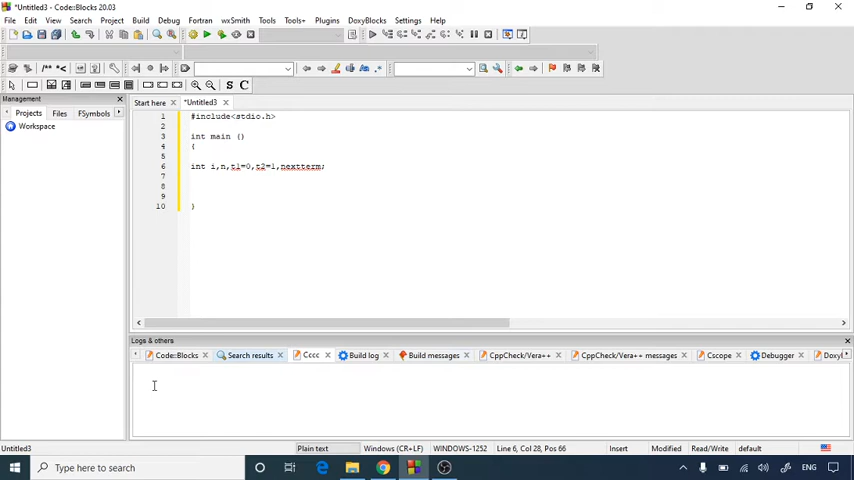 *Untitled3 - Code::Blocks 20.03
File Edit View Search Project Build Debug Fortran wxSmith Tools Tools+ Plugins DoxyBlocks Settings Help
/** *<
S C
Management
Projects Files FSymbols
Workspace
Start here *Untitled3
1 #include<stdio.h>
2
3 int main ()
4 {
5
6 int i,n,t1=0,t2=1,nextterm;
7
8
9
10 }
Logs & others
Code::Blocks Search results Cccc Build log Build messages CppCheck/Vera++ CppCheck/Vera++ messages Cscope Debugger Doxyl
Untitled3 Plain text Windows (CR+LF) WINDOWS-1252 Line 6, Col 28, Pos 66 Insert Modified Read/Write default
Type here to search ENG